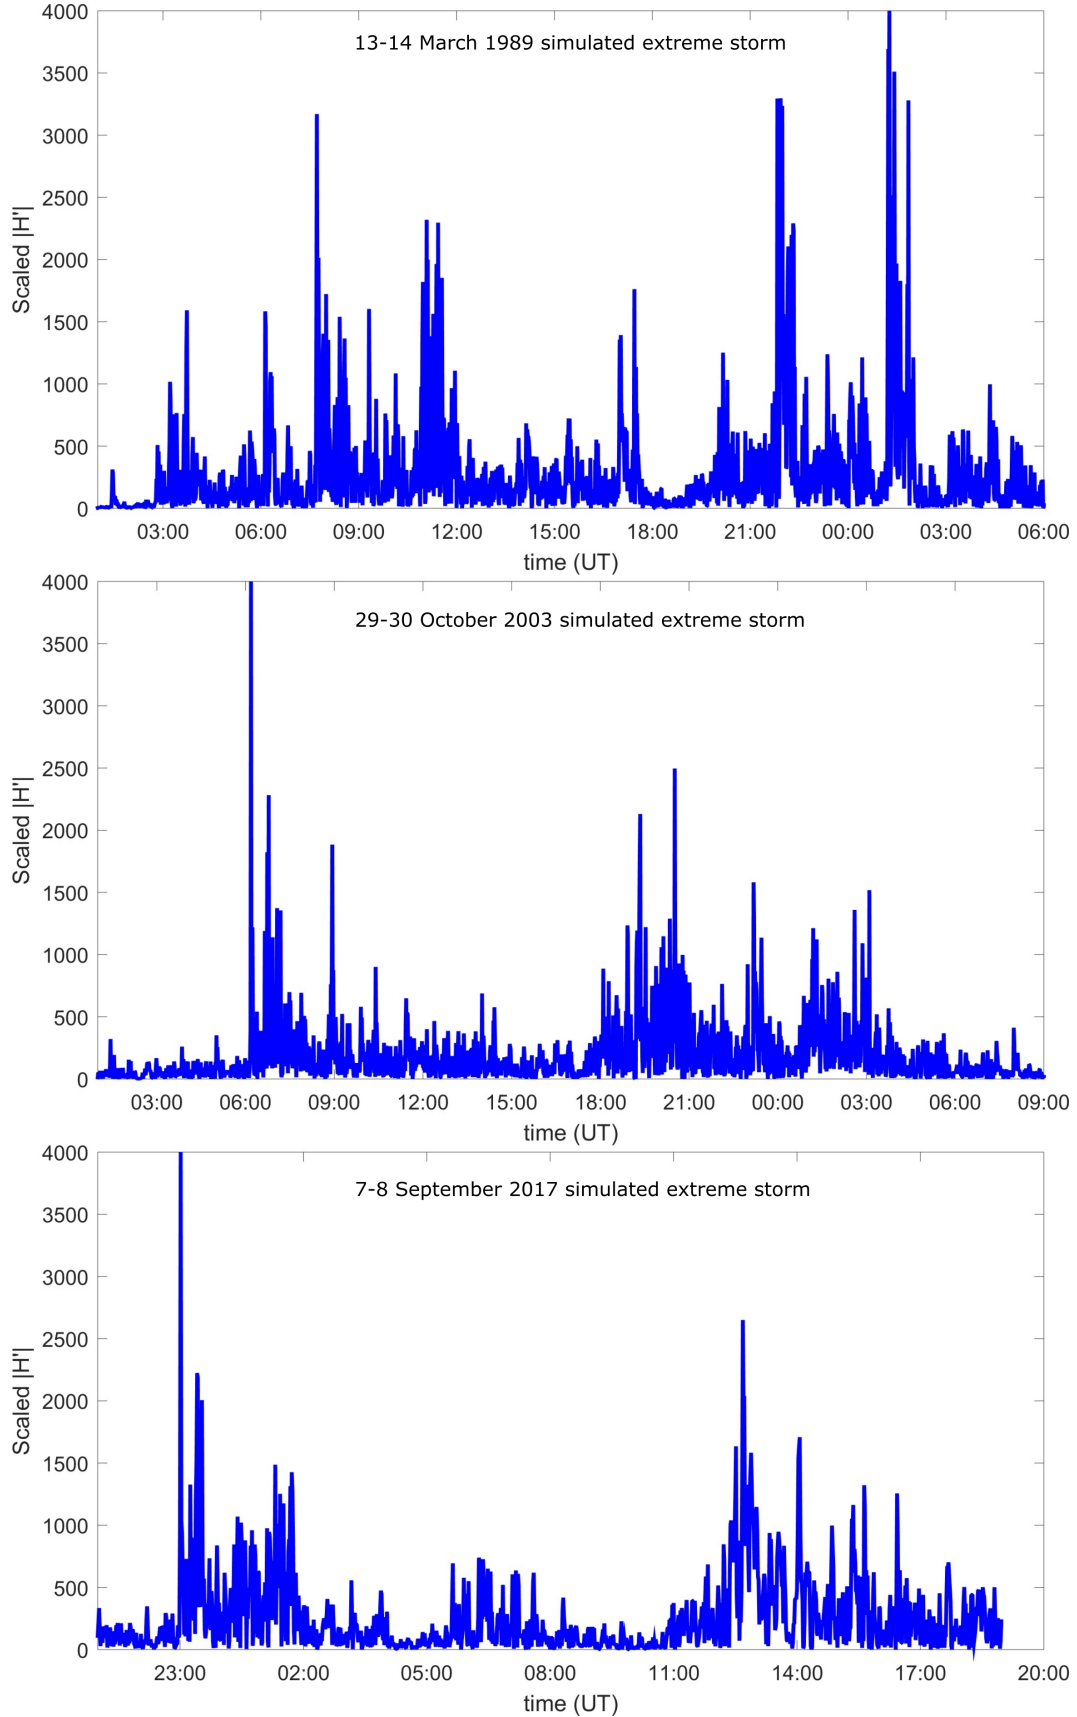 13-14 March 1989 simulated extreme storm
4000
3500
3000
2500
2000
1500
1000
500
0
Scaled |H'|
03:00 06:00 09:00 12:00 15:00 18:00 21:00 00:00 03:00 06:00
time (UT)
29-30 October 2003 simulated extreme storm
4000
3500
3000
2500
2000
1500
1000
500
0
Scaled |H'|
03:00 06:00 09:00 12:00 15:00 18:00 21:00 00:00 03:00 06:00 09:00
time (UT)
7-8 September 2017 simulated extreme storm
4000
3500
3000
2500
2000
1500
1000
500
0
Scaled |H'|
23:00 02:00 05:00 08:00 11:00 14:00 17:00 20:00
time (UT)